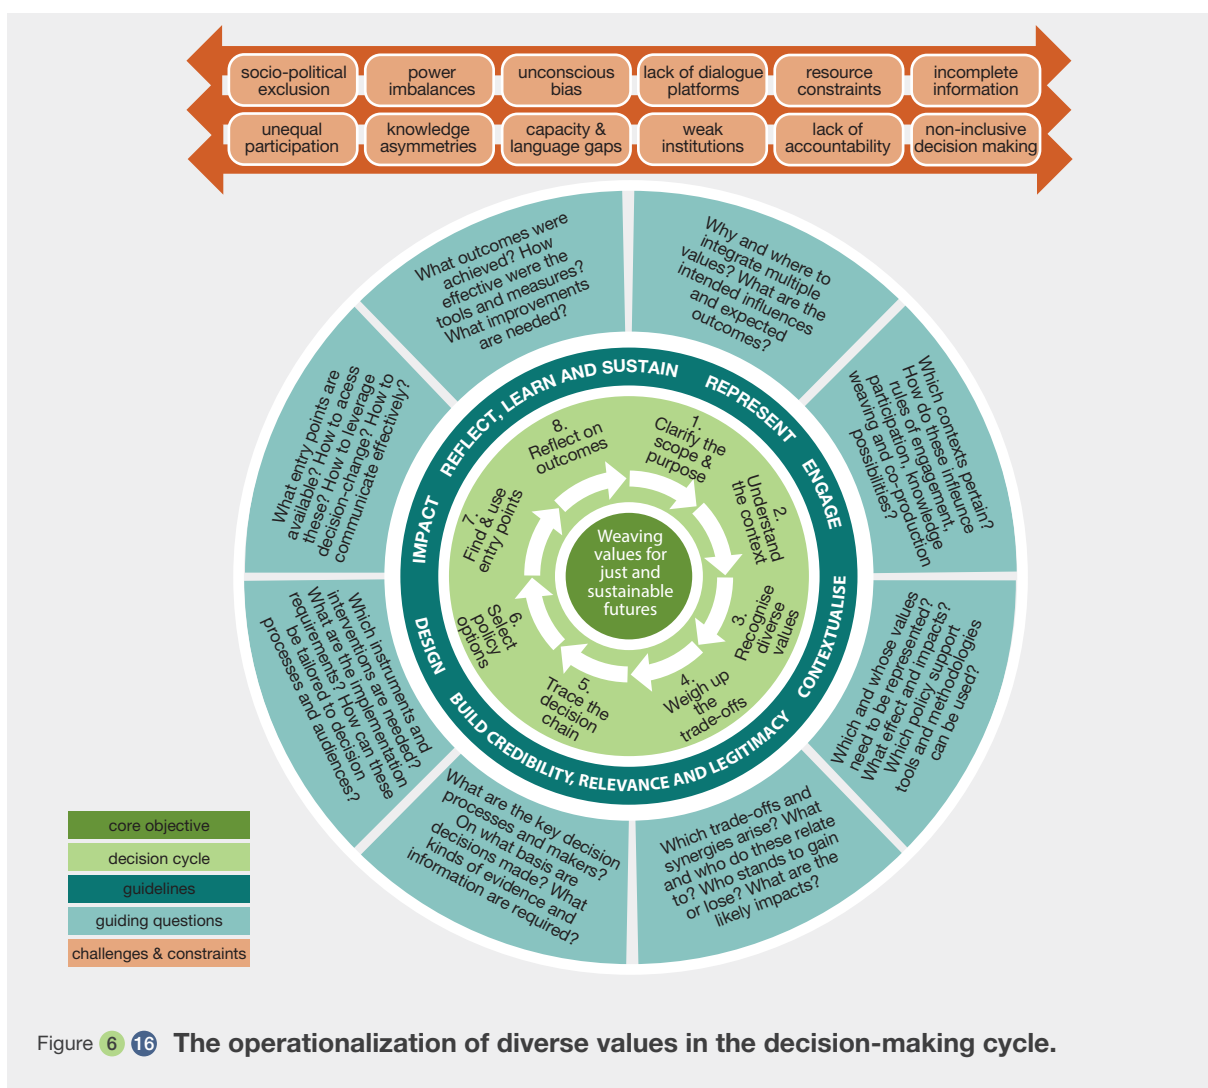 socio-political
exclusion
power
imbalances
unconscious
bias
lack of dialogue
platforms
resource
constraints
incomplete
information
unequal
participation
knowledge
asymmetries
capacity &
language gaps
weak
institutions
lack of
accountability
non-inclusive
decision making
Why and where to
integrate multiple
values? What are the
intended influences
and expected
outcomes?
Which contexts pertain?
How do these influence
rules of engagement,
participation, knowledge
weaving and co-production
possibilities?
Which and whose values
need to be represented?
What effect and impacts?
Which policy support
tools and methodologies
can be used?
Which trade-offs and
synergies arise? What
and who do these relate
to? Who stands to gain
or lose? What are the
likely impacts?
What are the key decision
processes and makers?
On what basis are
decisions made? What
kinds of evidence and
information are required?
Which instruments and
interventions are needed?
What are the implementation
requirements? How can these
be tailored to decision
processes and audiences?
What entry points are
available? How to acess
these? How to leverage
decision-change? How to
communicate effectively?
What outcomes were
achieved? How
effective were the
tools and measures?
What improvements
are needed?
REPRESENT
ENGAGE
CONTEXTUALISE
BUILD CREDIBILITY, RELEVANCE AND LEGITIMACY
DESIGN
IMPACT
REFLECT, LEARN AND SUSTAIN
1.
Clarify the
scope &
purpose
2.
Understand
the context
3.
Recognise
diverse
values
4.
Weigh up
the
trade-offs
5.
Trace the
decision
chain
6.
Select
policy
options
7.
Find & use
entry points
8.
Reflect on
outcomes
Weaving
values for
just and
sustainable
futures
core objective
decision cycle
guidelines
guiding questions
challenges & constraints
Figure 6 16 The operationalization of diverse values in the decision-making cycle.